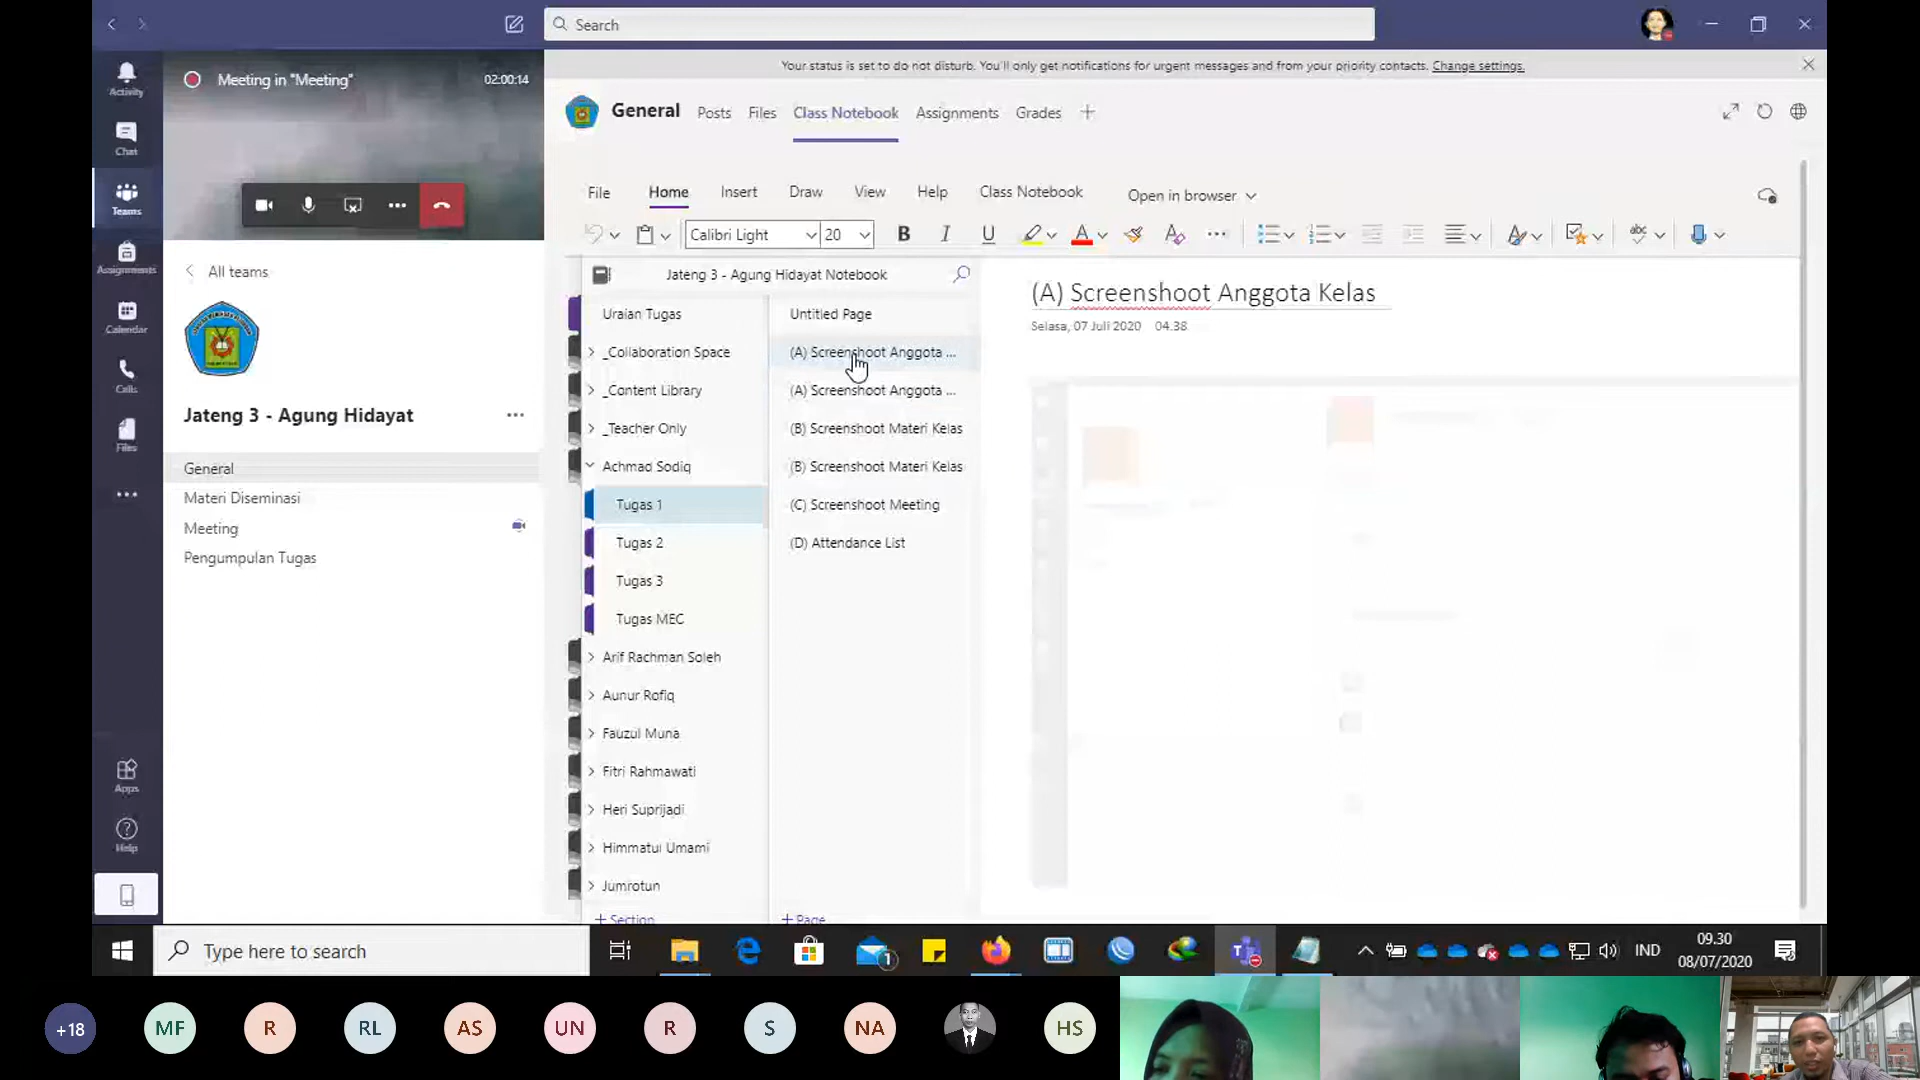 Search
Your status is set to do not disturb. You'll only get notifications for urgent messages and from your priority contacts. Change settings.
Activity
Chat
Teams
Assignments
Calendar
Calls
Files
Apps
Help
Meeting in "Meeting"
02:00:14
All teams
Jateng 3 - Agung Hidayat
General
Materi Diseminasi
Meeting
Pengumpulan Tugas
General Posts Files Class Notebook Assignments Grades
File Home Insert Draw View Help Class Notebook Open in browser
Calibri Light 20 B I U A
Jateng 3 - Agung Hidayat Notebook
Uraian Tugas
_Collaboration Space
_Content Library
_Teacher Only
Achmad Sodiq
Tugas 1
Tugas 2
Tugas 3
Tugas MEC
Arif Rachman Soleh
Aunur Rofiq
Fauzul Muna
Fitri Rahmawati
Heri Suprijadi
Himmatul Umami
Jumrotun
+ Section
Untitled Page
(A) Screenshoot Anggota ...
(A) Screenshoot Anggota ...
(B) Screenshoot Materi Kelas
(B) Screenshoot Materi Kelas
(C) Screenshoot Meeting
(D) Attendance List
+ Page
(A) Screenshoot Anggota Kelas
Selasa, 07 Juli 2020 04.38
Type here to search
1
IND
09.30
08/07/2020
+18
MF
R
RL
AS
UN
R
S
NA
HS